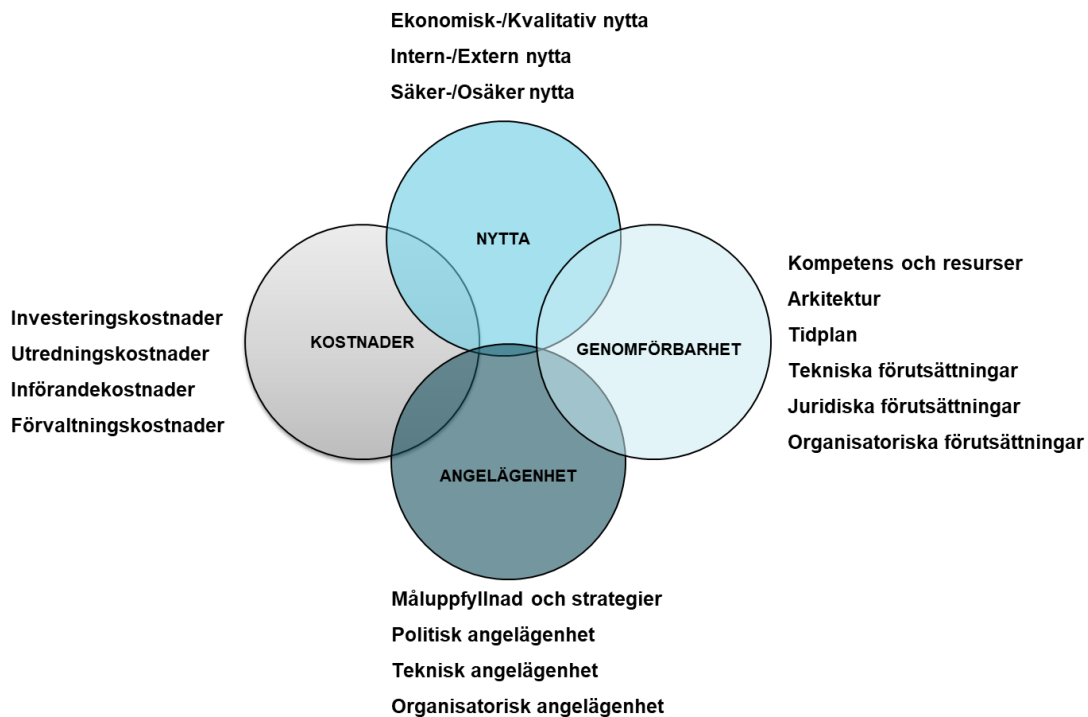 Ekonomisk-/Kvalitativ nytta
Intern-/Extern nytta
Säker-/Osäker nytta
NYTTA
KOSTNADER
GENOMFÖRBARHET
ANGELÄGENHET
Investeringskostnader
Utredningskostnader
Införandekostnader
Förvaltningskostnader
Kompetens och resurser
Arkitektur
Tidplan
Tekniska förutsättningar
Juridiska förutsättningar
Organisatoriska förutsättningar
Måluppfyllnad och strategier
Politisk angelägenhet
Teknisk angelägenhet
Organisatorisk angelägenhet